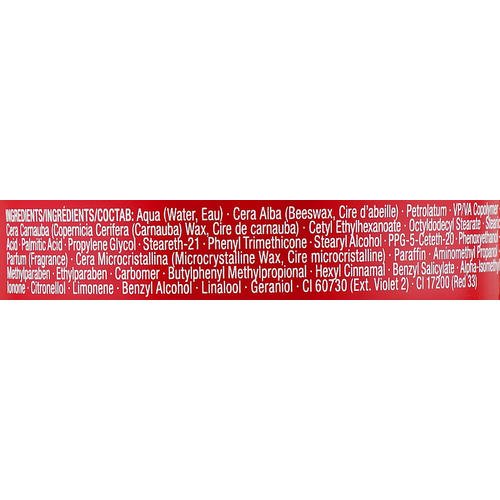 INGREDIENTS/INGRÉDIENTS/СОСТАВ: Aqua (Water, Eau) · Cera Alba (Beeswax, Cire d'abeille) · Petrolatum · VP/VA Copolymer
Cera Carnauba (Copernicia Cerifera (Carnauba) Wax, Cire de carnauba) · Cetyl Ethylhexanoate · Octyldodecyl Stearate · Stearic
Acid · Palmitic Acid · Propylene Glycol · Steareth-21 · Phenyl Trimethicone · Stearyl Alcohol · PPG-5-Ceteth-20 · Phenoxyethanol
Parfum (Fragrance) · Cera Microcristallina (Microcrystalline Wax, Cire microcristalline) · Paraffin · Aminomethyl Propanol
Methylparaben · Ethylparaben · Carbomer · Butylphenyl Methylpropional · Hexyl Cinnamal · Benzyl Salicylate · Alpha-Isomethyl
Ionone · Citronellol · Limonene · Benzyl Alcohol · Linalool · Geraniol · CI 60730 (Ext. Violet 2) · CI 17200 (Red 33)